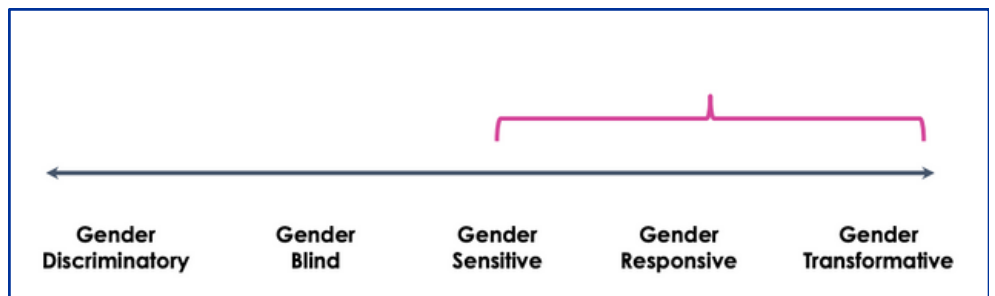 Gender
Discriminatory
Gender
Blind
Gender
Sensitive
Gender
Responsive
Gender
Transformative